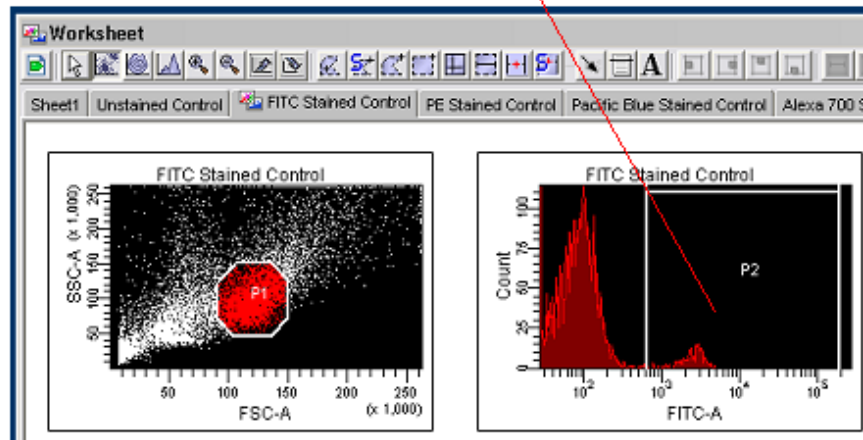 Worksheet
Sheet1 Unstained Control FITC Stained Control PE Stained Control Pacific Blue Stained Control Alexa 700 S
FITC Stained Control
SSC-A (x 1,000)
50 100 150 200 250
P1
50 100 150 200 250
FSC-A (x 1,000)
FITC Stained Control
Count
0 25 50 75 100
P2
10² 10³ 10⁴ 10⁵
FITC-A